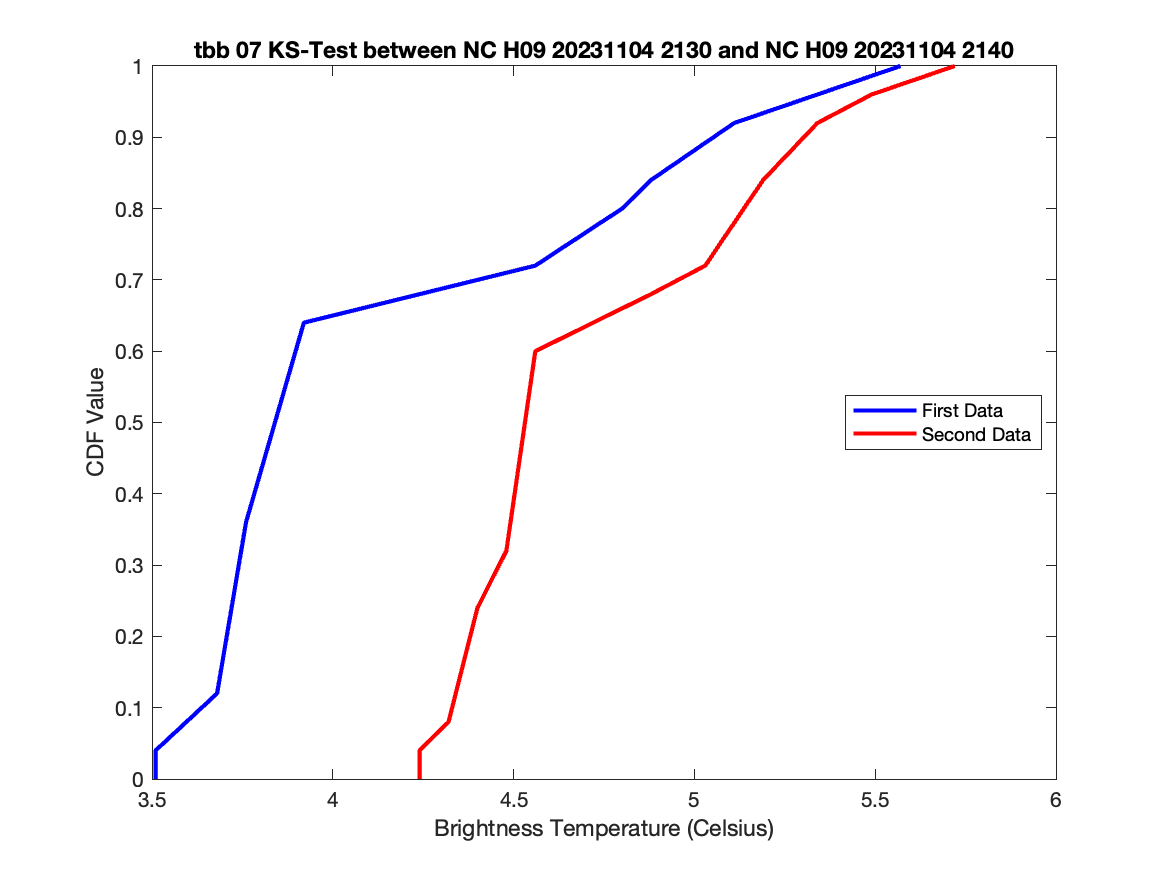 tbb 07 KS-Test between NC H09 20231104 2130 and NC H09 20231104 2140
1
0.9
0.8
0.7
0.6
0.5
0.4
0.3
0.2
0.1
0
CDF Value
First Data
Second Data
3.5 4 4.5 5 5.5 6
Brightness Temperature (Celsius)